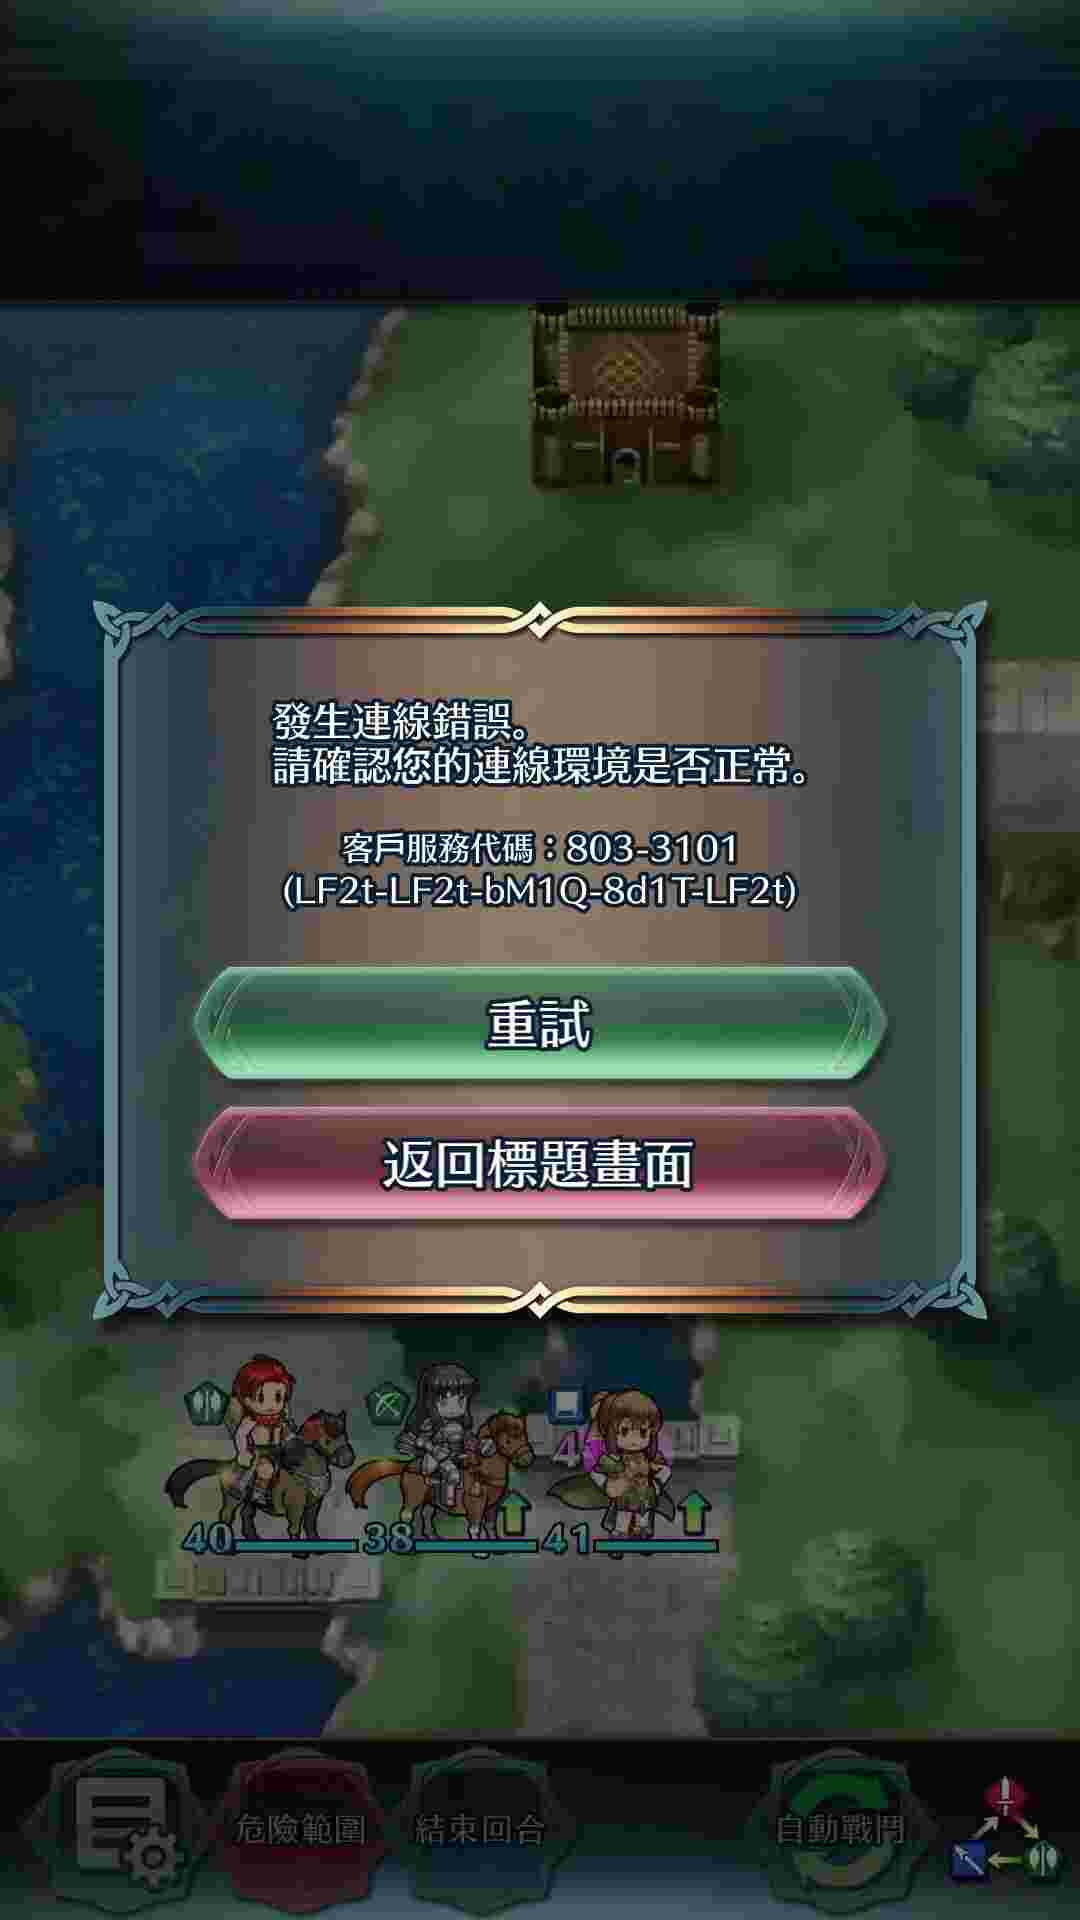 發生連線錯誤。
請確認您的連線環境是否正常。
客戶服務代碼：803-3101
(LF2t-LF2t-bM1Q-8d1T-LF2t)
重試
返回標題畫面
4
40
38
41
危險範圍
結束回合
自動戰鬥